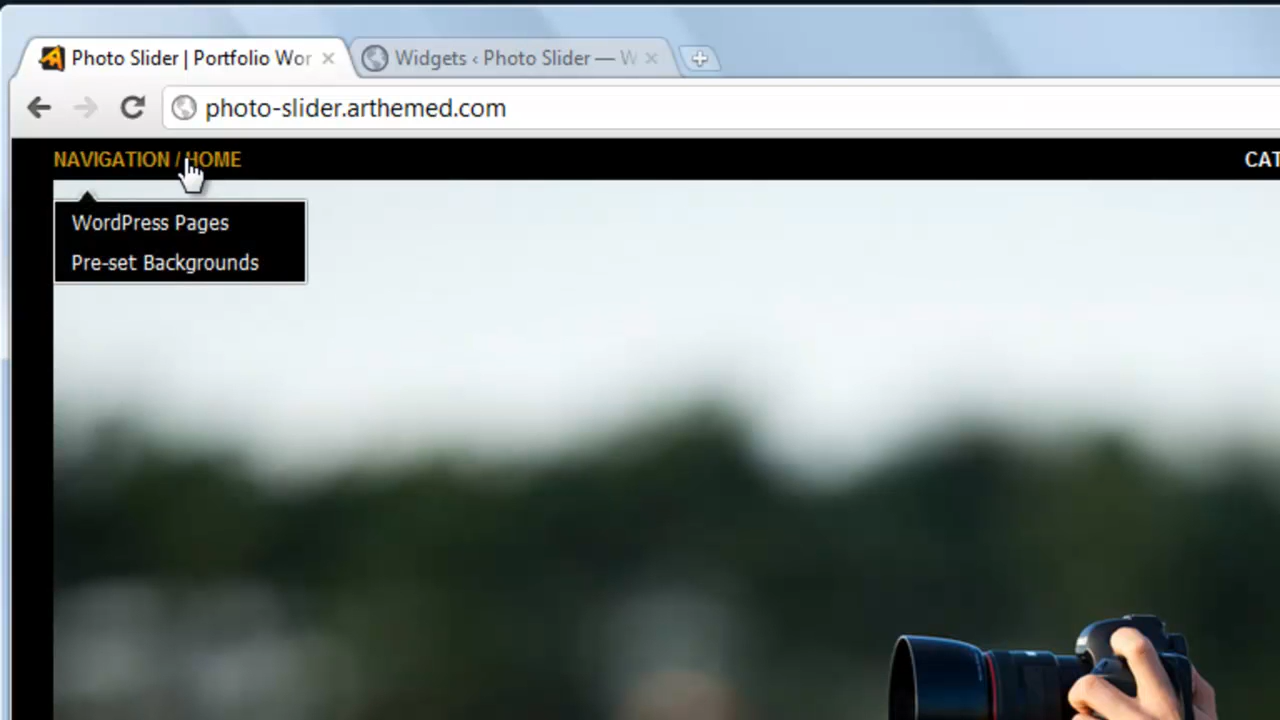 Photo Slider | Portfolio Wor
Widgets ‹ Photo Slider — W
photo-slider.arthemed.com
NAVIGATION / HOME
CAT
WordPress Pages
Pre-set Backgrounds